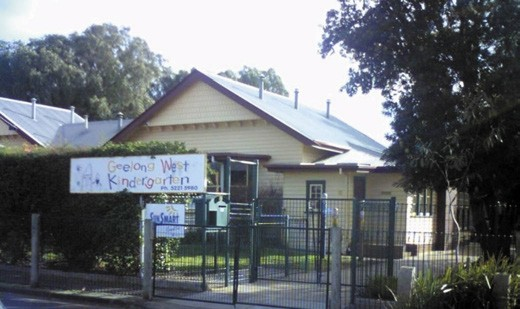 Geelong West
Kindergarten
Ph. 5221 3980
SunSmart